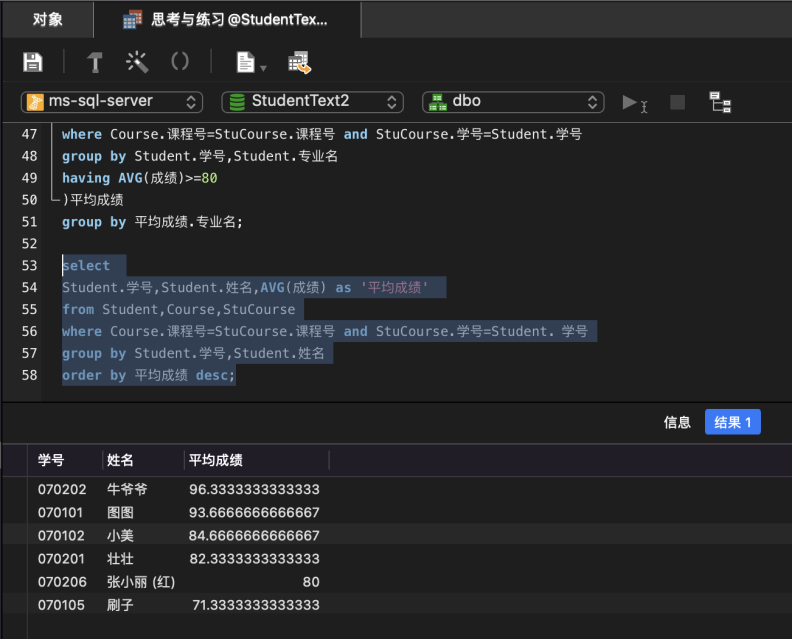 对象
思考与练习 @StudentTex...
ms-sql-server
StudentText2
dbo
47 where Course.课程号=StuCourse.课程号 and StuCourse.学号=Student.学号
48 group by Student.学号,Student.专业名
49 having AVG(成绩)>=80
50 )平均成绩
51 group by 平均成绩.专业名;
52
53 select
54 Student.学号,Student.姓名,AVG(成绩) as '平均成绩'
55 from Student,Course,StuCourse
56 where Course.课程号=StuCourse.课程号 and StuCourse.学号=Student. 学号
57 group by Student.学号,Student.姓名
58 order by 平均成绩 desc;
信息 结果 1
学号 姓名 平均成绩
070202 牛爷爷 96.3333333333333
070101 图图 93.6666666666667
070102 小美 84.6666666666667
070201 壮壮 82.3333333333333
070206 张小丽 (红) 80
070105 刷子 71.3333333333333